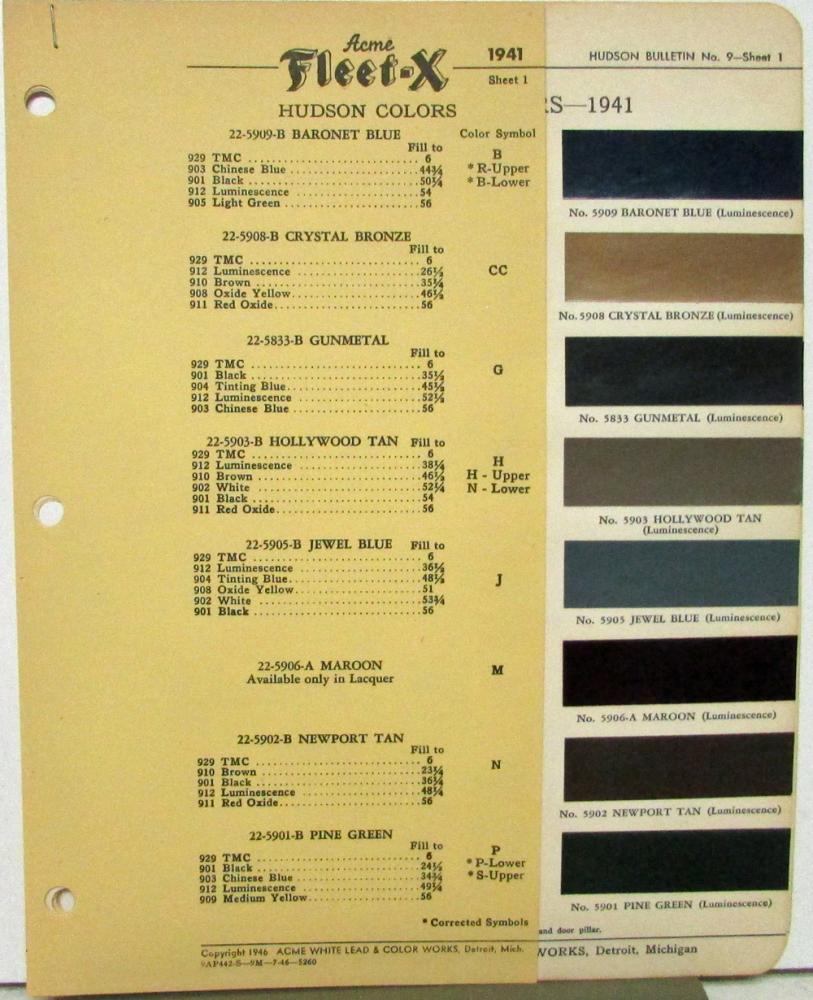 Acme
Fleet-X
1941
Sheet 1
HUDSON COLORS
22-5909-B BARONET BLUE
Color Symbol
Fill to
929 TMC 6
903 Chinese Blue 44¾
901 Black 50¼
912 Luminescence 54
905 Light Green 56
B
*R-Upper
*B-Lower
22-5908-B CRYSTAL BRONZE
Fill to
929 TMC 6
912 Luminescence 26½
910 Brown 35¼
908 Oxide Yellow 46½
911 Red Oxide 56
CC
22-5833-B GUNMETAL
Fill to
929 TMC 6
901 Black 35½
904 Tinting Blue 45½
912 Luminescence 52½
903 Chinese Blue 56
G
22-5903-B HOLLYWOOD TAN Fill to
929 TMC 6
912 Luminescence 38¼
910 Brown 46½
902 White 52¼
901 Black 54
911 Red Oxide 56
H
H - Upper
N - Lower
22-5905-B JEWEL BLUE Fill to
929 TMC 6
912 Luminescence 36½
904 Tinting Blue 48½
908 Oxide Yellow 51
902 White 53¾
901 Black 56
J
22-5906-A MAROON
Available only in Lacquer
M
22-5902-B NEWPORT TAN
Fill to
929 TMC 6
910 Brown 23¼
901 Black 36¼
912 Luminescence 48¼
911 Red Oxide 56
N
22-5901-B PINE GREEN
Fill to
929 TMC 6
901 Black 24½
903 Chinese Blue 34¾
912 Luminescence 49¼
909 Medium Yellow 56
P
*P-Lower
*S-Upper
*Corrected Symbols
Copyright 1946 ACME WHITE LEAD & COLOR WORKS, Detroit, Mich.
9AP442-S—9M—7-46—5260
HUDSON BULLETIN No. 9—Sheet 1
RS—1941
No. 5909 BARONET BLUE (Luminescence)
No. 5908 CRYSTAL BRONZE (Luminescence)
No. 5833 GUNMETAL (Luminescence)
No. 5903 HOLLYWOOD TAN
(Luminescence)
No. 5905 JEWEL BLUE (Luminescence)
No. 5906-A MAROON (Luminescence)
No. 5902 NEWPORT TAN (Luminescence)
No. 5901 PINE GREEN (Luminescence)
and door pillar.
WORKS, Detroit, Michigan